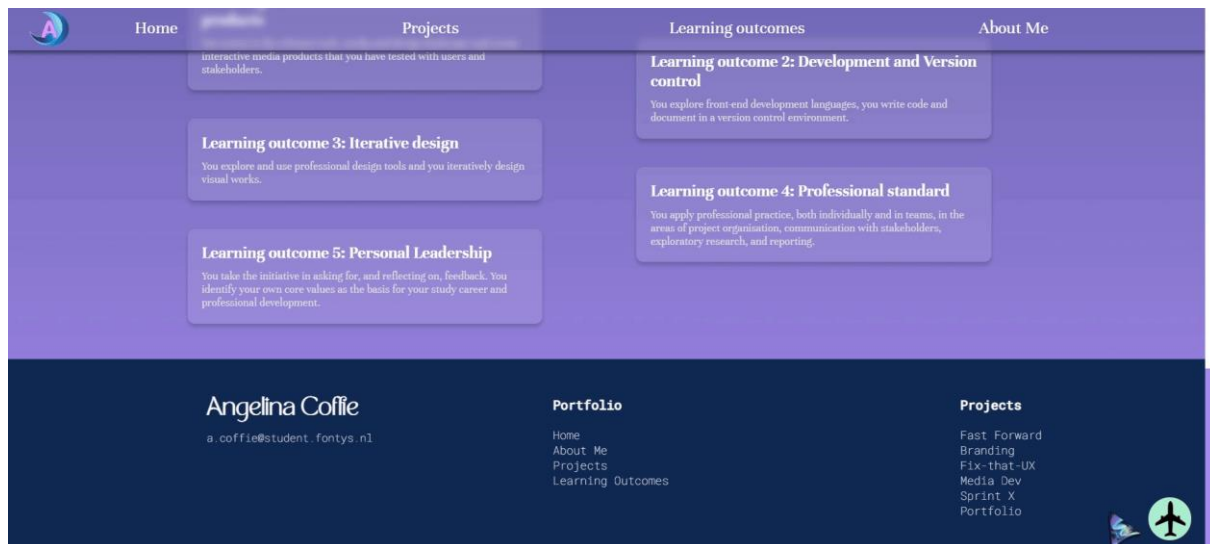 A
Home
Projects
Learning outcomes
About Me
products
interactive media products that you have tested with users and
stakeholders.
Learning outcome 3: Iterative design
You explore and use professional design tools and you iteratively design
visual works.
Learning outcome 5: Personal Leadership
You take the initiative in asking for, and reflecting on, feedback. You
identify your own core values as the basis for your study career and
professional development.
Learning outcome 2: Development and Version
control
You explore front-end development languages, you write code and
document in a version control environment.
Learning outcome 4: Professional standard
You apply professional practice, both individually and in teams, in the
areas of project organisation, communication with stakeholders,
exploratory research, and reporting.
Angelina Coffie
a.coffie@student.fontys.nl
Portfolio
Home
About Me
Projects
Learning Outcomes
Projects
Fast Forward
Branding
Fix-that-UX
Media Dev
Sprint X
Portfolio